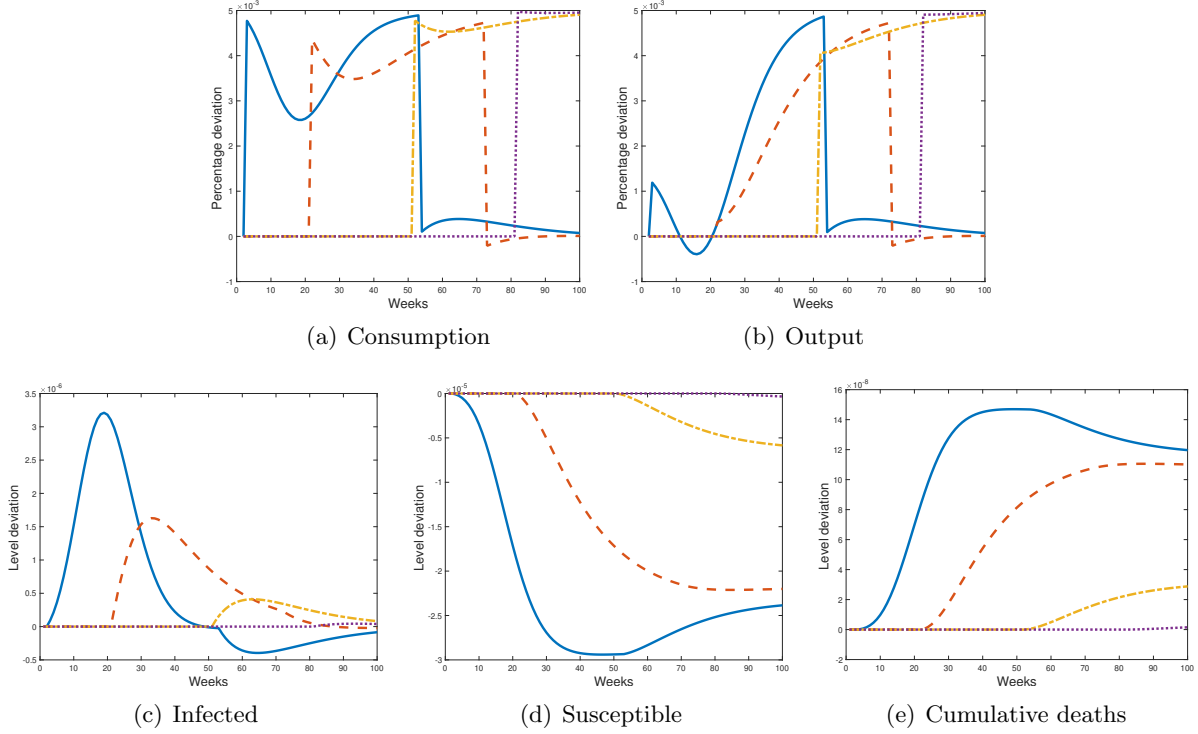 ×10⁻³
5
4
3
2
1
0
-1
Percentage deviation
0 10 20 30 40 50 60 70 80 90 100
Weeks
(a) Consumption
×10⁻³
5
4
3
2
1
0
-1
Percentage deviation
0 10 20 30 40 50 60 70 80 90 100
Weeks
(b) Output
×10⁻⁶
3.5
3
2.5
2
1.5
1
0.5
0
-0.5
Level deviation
0 10 20 30 40 50 60 70 80 90 100
Weeks
(c) Infected
×10⁻⁵
0
-0.5
-1
-1.5
-2
-2.5
-3
Level deviation
0 10 20 30 40 50 60 70 80 90 100
Weeks
(d) Susceptible
×10⁻⁸
16
14
12
10
8
6
4
2
0
-2
Level deviation
0 10 20 30 40 50 60 70 80 90 100
Weeks
(e) Cumulative deaths